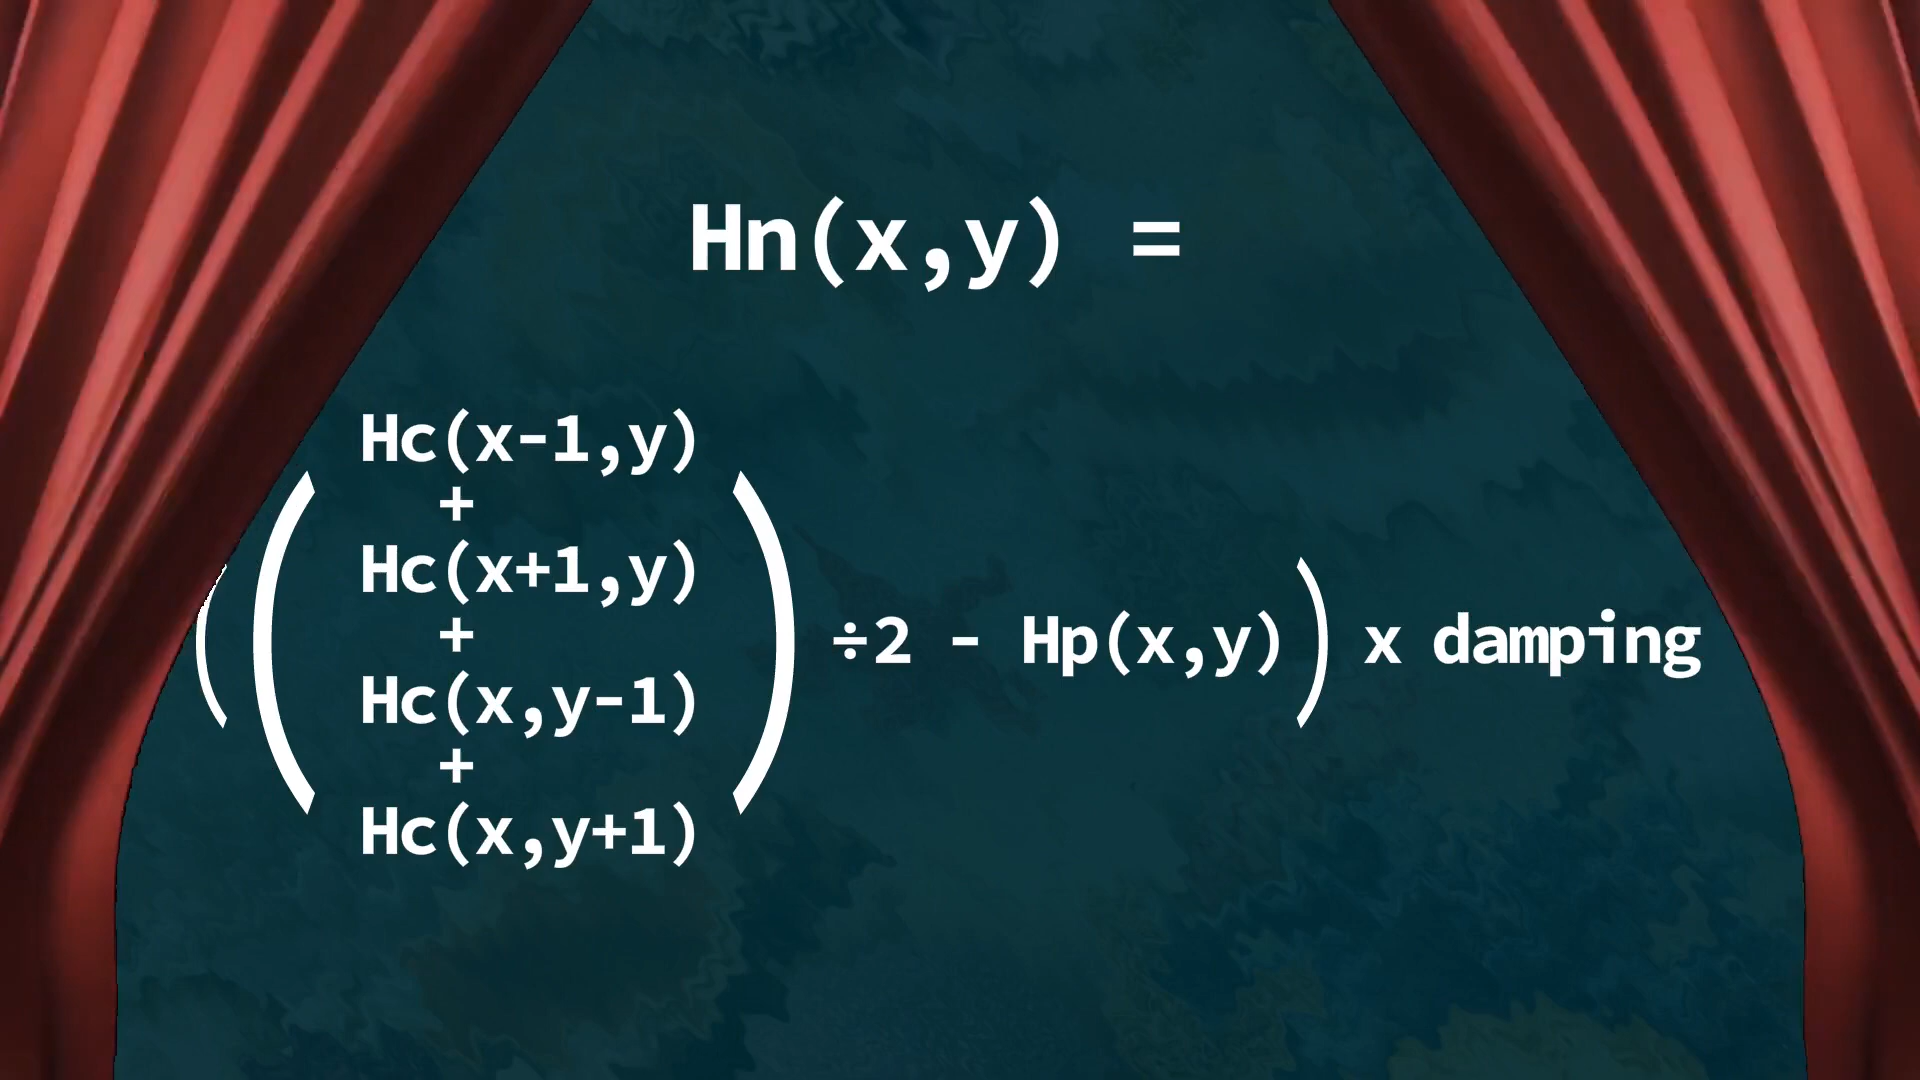 Hn(x,y) =
Hc(x-1,y)
+
Hc(x+1,y)
+
((
)
÷2 - Hp(x,y)) x damping
Hc(x,y-1)
+
Hc(x,y+1)